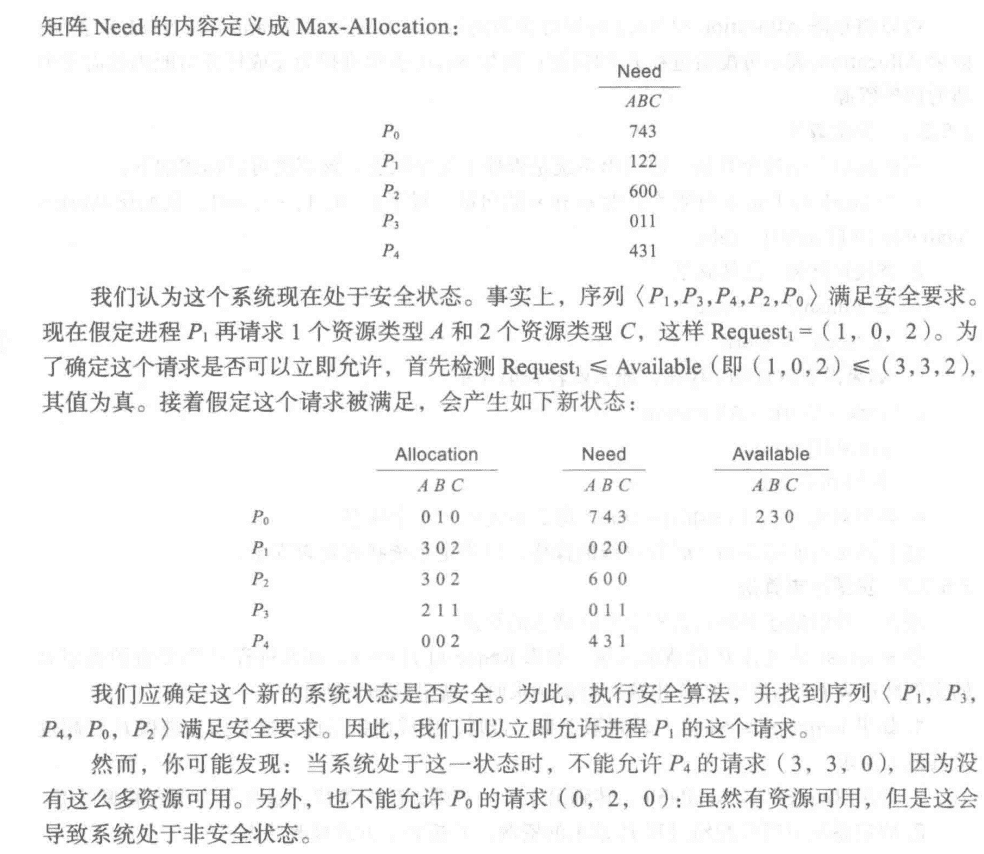 矩阵 Need 的内容定义成 Max-Allocation：
Need
ABC
P₀ 743
P₁ 122
P₂ 600
P₃ 011
P₄ 431
我们认为这个系统现在处于安全状态。事实上，序列〈P₁,P₃,P₄,P₂,P₀〉满足安全要求。
现在假定进程 P₁ 再请求 1 个资源类型 A 和 2 个资源类型 C，这样 Request₁ =（1，0，2）。为
了确定这个请求是否可以立即允许，首先检测 Request₁ ≤ Available（即（1,0,2）≤（3,3,2），
其值为真。接着假定这个请求被满足，会产生如下新状态：
Allocation Need Available
A B C A B C A B C
P₀ 0 1 0 7 4 3 2 3 0
P₁ 3 0 2 0 2 0
P₂ 3 0 2 6 0 0
P₃ 2 1 1 0 1 1
P₄ 0 0 2 4 3 1
我们应确定这个新的系统状态是否安全。为此，执行安全算法，并找到序列〈P₁，P₃，
P₄，P₀，P₂〉满足安全要求。因此，我们可以立即允许进程 P₁ 的这个请求。
然而，你可能发现：当系统处于这一状态时，不能允许 P₄ 的请求（3，3，0），因为没
有这么多资源可用。另外，也不能允许 P₀ 的请求（0，2，0）：虽然有资源可用，但是这会
导致系统处于非安全状态。